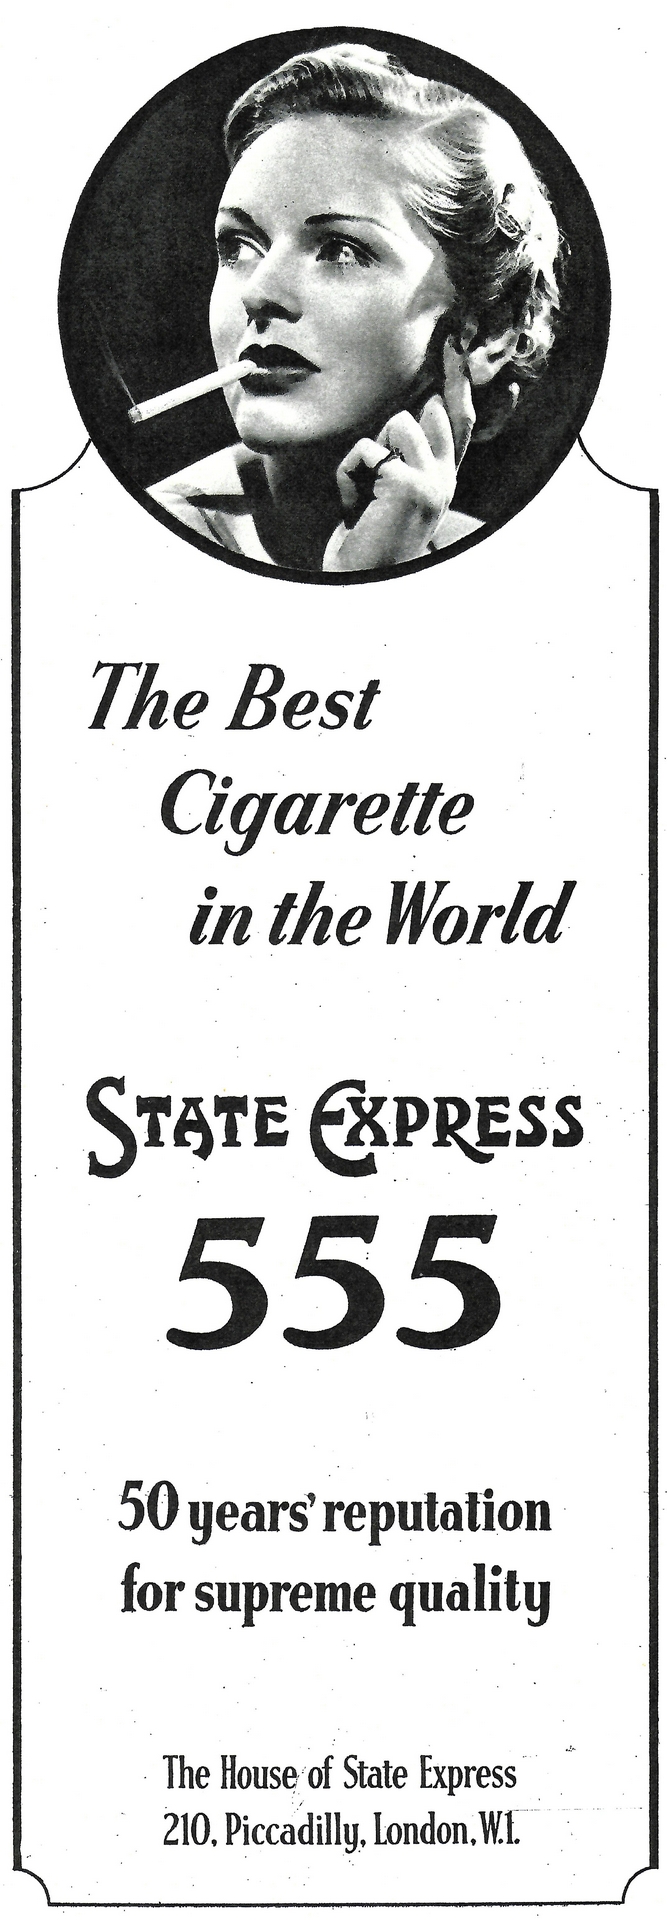 The Best
Cigarette
in the World
STATE EXPRESS
555
50 years' reputation
for supreme quality
The House of State Express
210, Piccadilly, London, W.1.